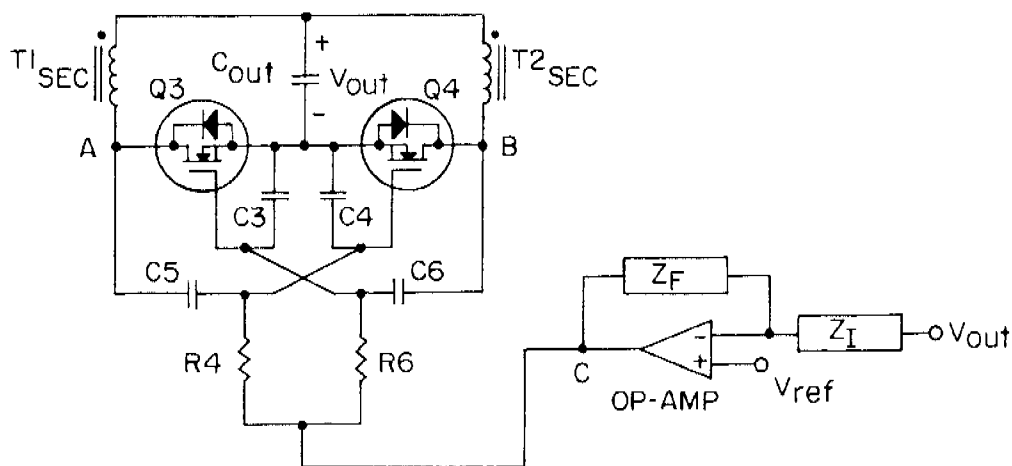 T1SEC
Cout
+
Vout
-
T2SEC
Q3
Q4
A
B
C3
C4
C5
C6
R4
R6
ZF
ZI
Vout
-
+
C
OP-AMP
Vref